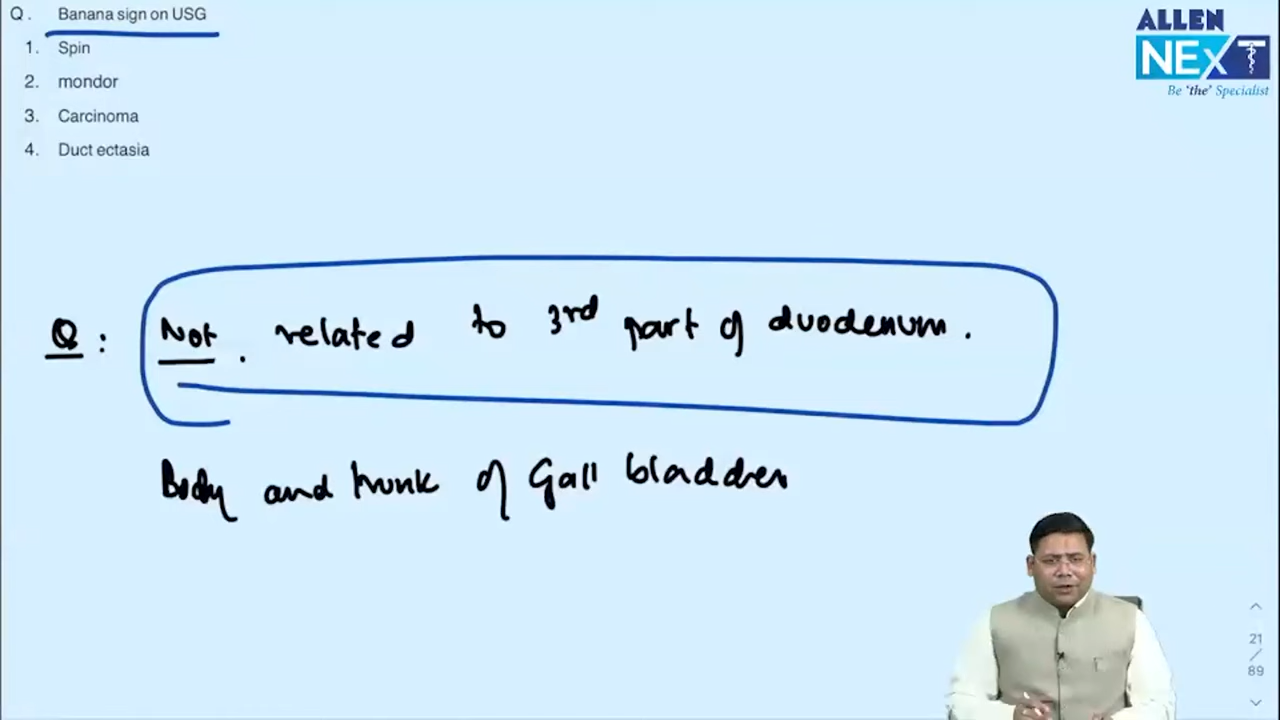 Q. Banana sign on USG
1. Spin
2. mondor
3. Carcinoma
4. Duct ectasia
ALLEN
NExT
Be 'the' Specialist
Q : Not. related to 3rd part of duodenum.
Body and trunk of Gall bladder
21
/
89